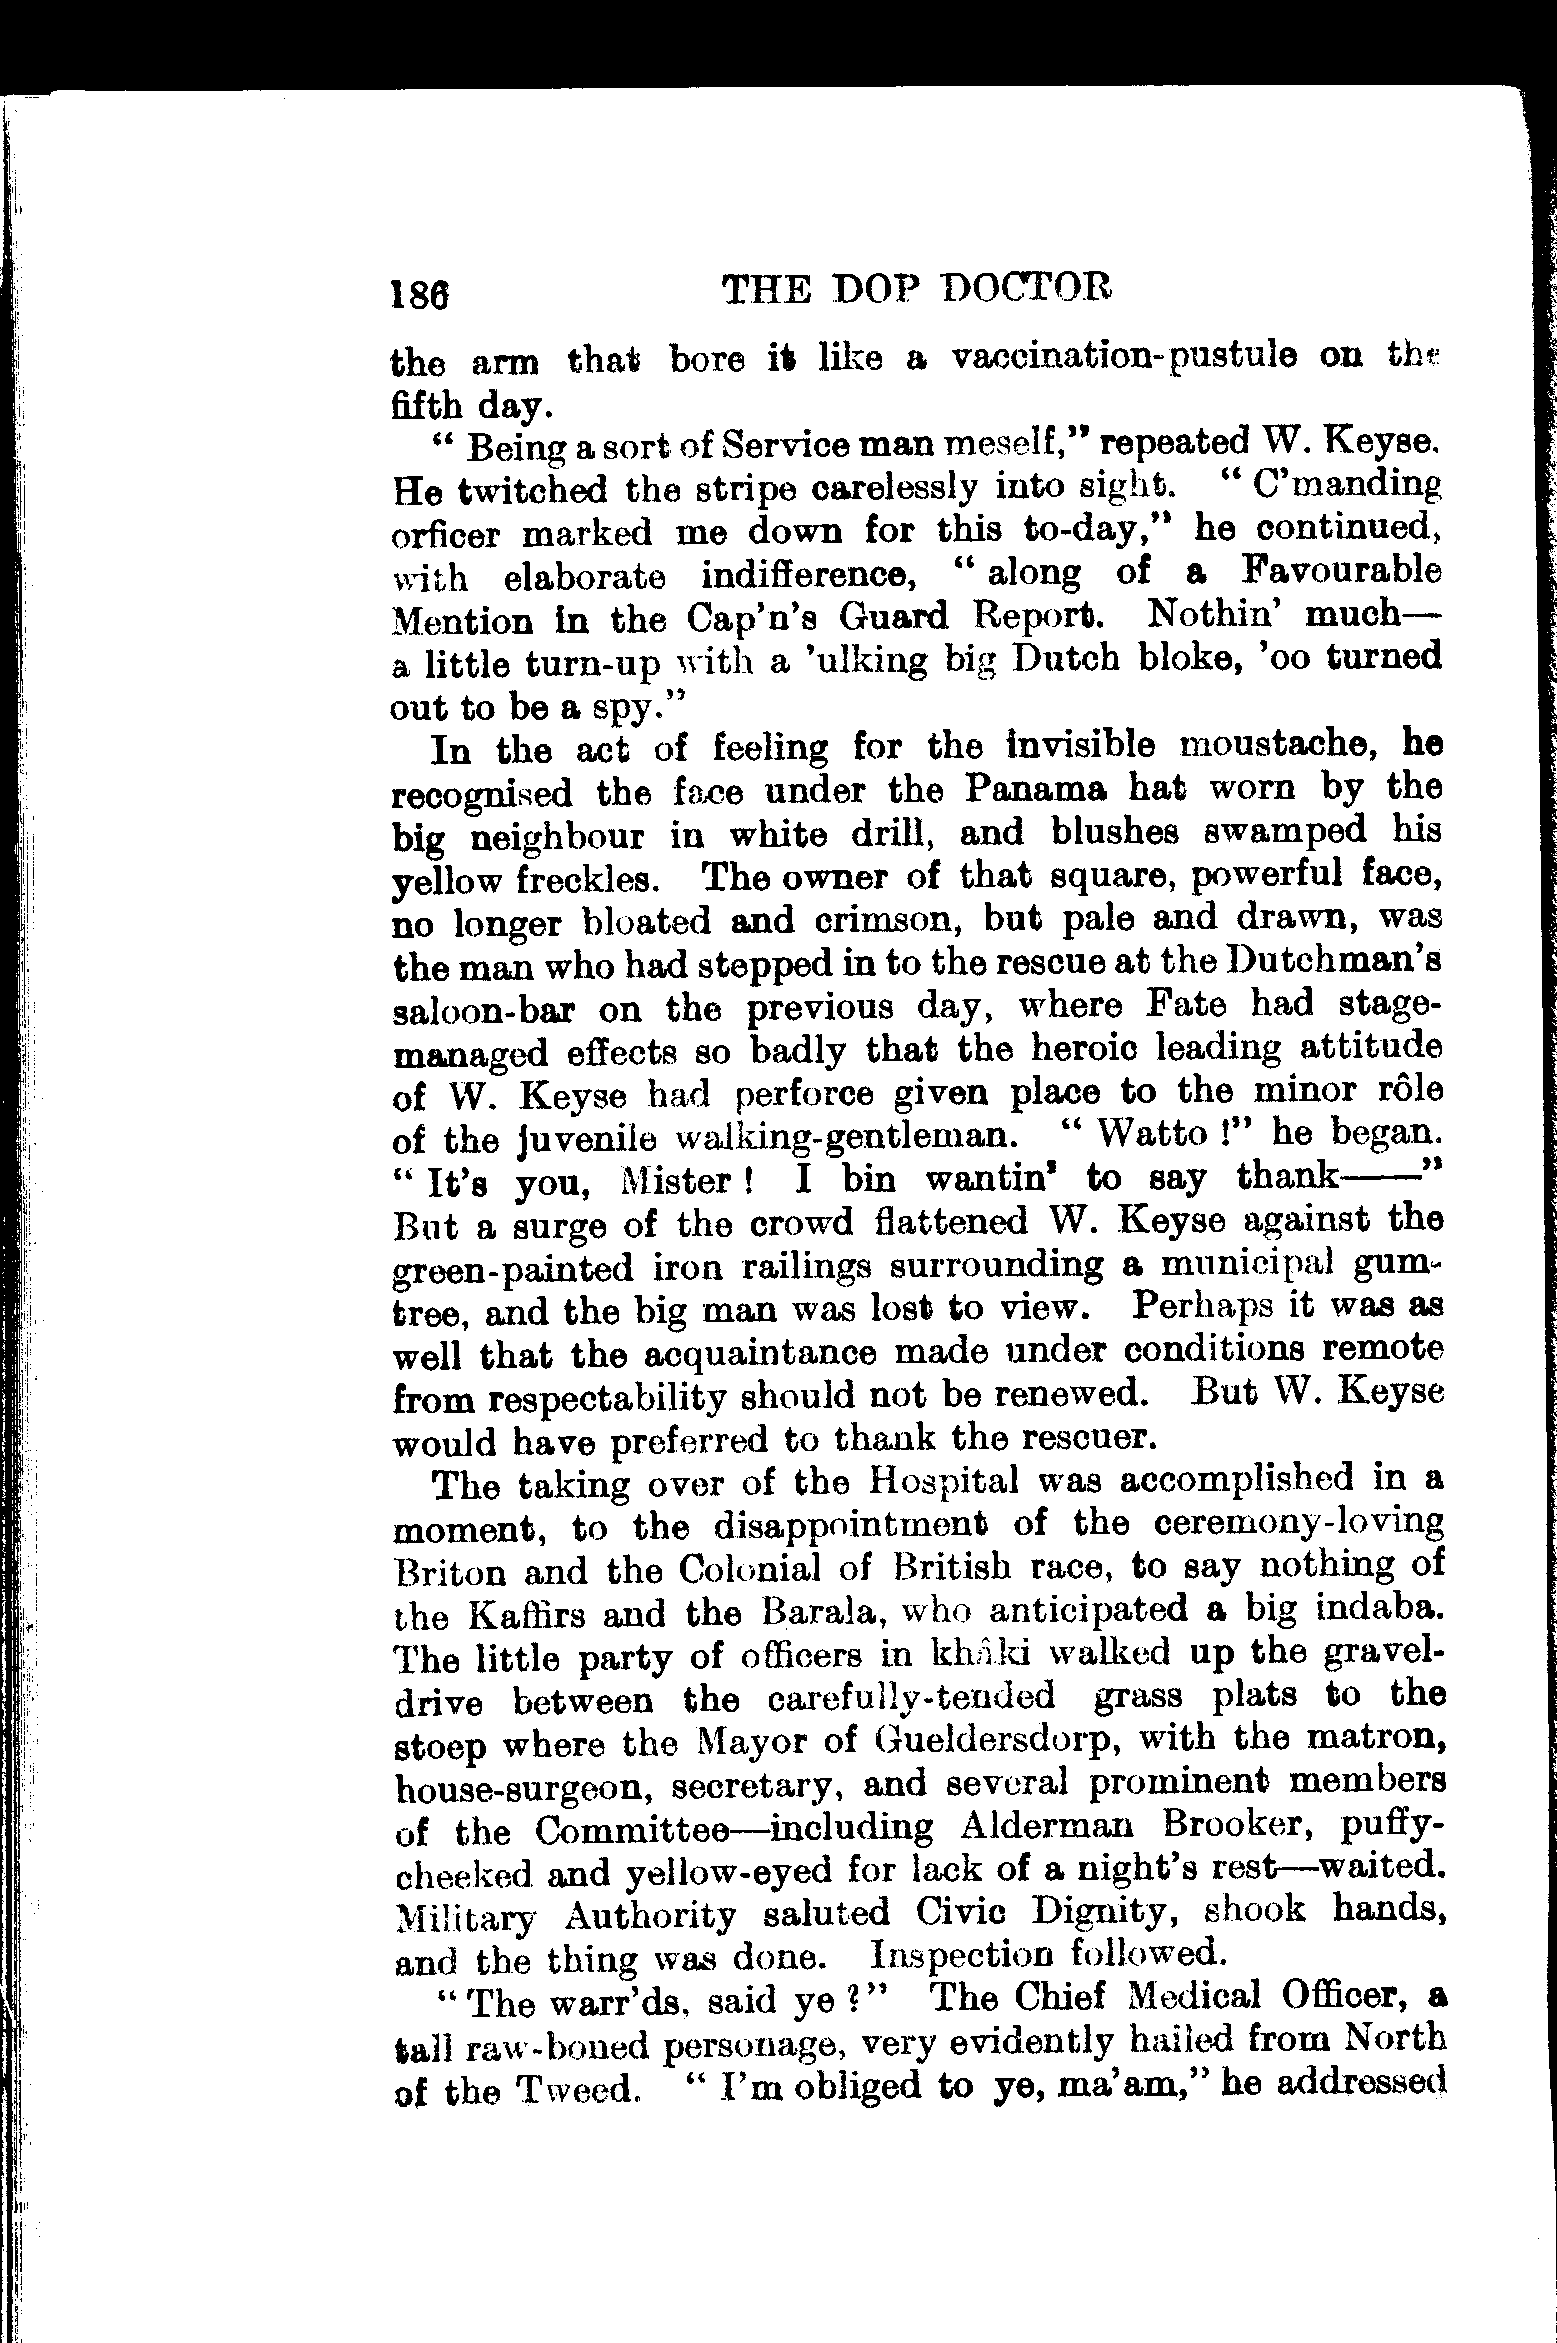 186 THE DOP DOCTOR
the arm that bore it like a vaccination-pustule on the
fifth day.
“ Being a sort of Service man meself,” repeated W. Keyse.
He twitched the stripe carelessly into sight. “ C’manding
orficer marked me down for this to-day,” he continued,
with elaborate indifference, “ along of a Favourable
Mention in the Cap’n’s Guard Report. Nothin’ much—
a little turn-up with a ’ulking big Dutch bloke, ’oo turned
out to be a spy.”
In the act of feeling for the invisible moustache, he
recognised the face under the Panama hat worn by the
big neighbour in white drill, and blushes swamped his
yellow freckles. The owner of that square, powerful face,
no longer bloated and crimson, but pale and drawn, was
the man who had stepped in to the rescue at the Dutchman’s
saloon-bar on the previous day, where Fate had stage-
managed effects so badly that the heroic leading attitude
of W. Keyse had perforce given place to the minor rôle
of the juvenile walking-gentleman. “ Watto !” he began.
“ It’s you, Mister ! I bin wantin’ to say thank——”
But a surge of the crowd flattened W. Keyse against the
green-painted iron railings surrounding a municipal gum-
tree, and the big man was lost to view. Perhaps it was as
well that the acquaintance made under conditions remote
from respectability should not be renewed. But W. Keyse
would have preferred to thank the rescuer.
The taking over of the Hospital was accomplished in a
moment, to the disappointment of the ceremony-loving
Briton and the Colonial of British race, to say nothing of
the Kaffirs and the Barala, who anticipated a big indaba.
The little party of officers in khâki walked up the gravel-
drive between the carefully-tended grass plats to the
stoep where the Mayor of Gueldersdorp, with the matron,
house-surgeon, secretary, and several prominent members
of the Committee—including Alderman Brooker, puffy-
cheeked and yellow-eyed for lack of a night’s rest—waited.
Military Authority saluted Civic Dignity, shook hands,
and the thing was done. Inspection followed.
“ The warr’ds, said ye ?” The Chief Medical Officer, a
tall raw-boned personage, very evidently hailed from North
of the Tweed. “ I’m obliged to ye, ma’am,” he addressed